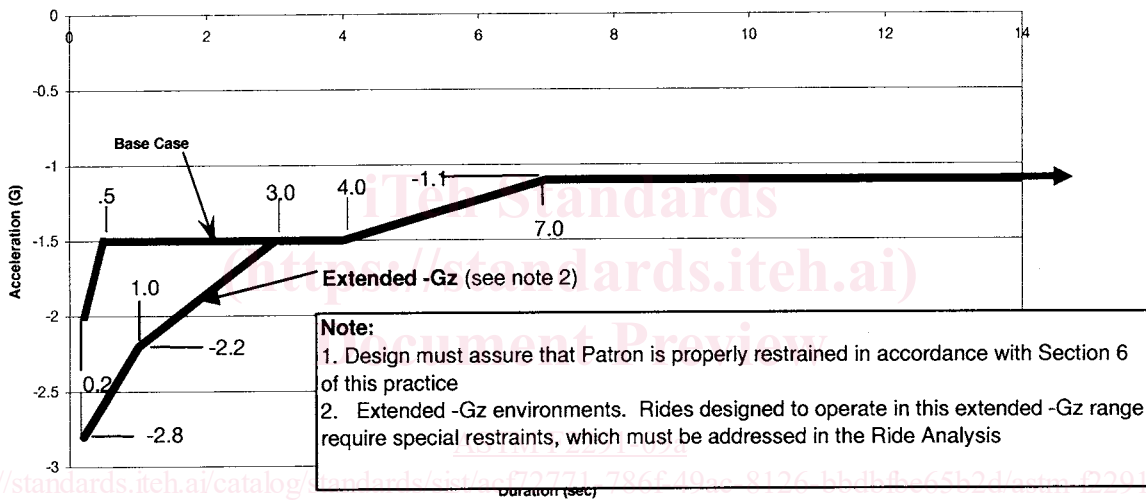 0
0 2 4 6 8 10 12 14
-0.5
Base Case
-1
.5 3.0 4.0 -1.1
iTeh Standards
7.0
-1.5
(https://standards.iteh.ai)
Extended -Gz (see note 2)
Acceleration (G)
1.0
-2
Document Preview
-2.2
Note:
1. Design must assure that Patron is properly restrained in accordance with Section 6
of this practice
2. Extended -Gz environments. Rides designed to operate in this extended -Gz range
require special restraints, which must be addressed in the Ride Analysis
0.2
-2.5
-2.8
-3
Duration (sec)